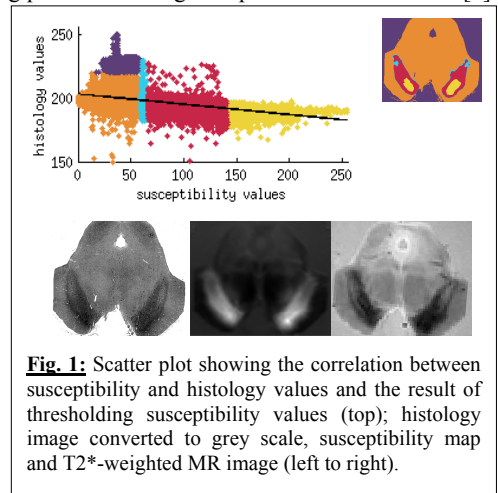 250
200
150
histology values
0 50 100 150 200 250
susceptibility values
Fig. 1: Scatter plot showing the correlation between
susceptibility and histology values and the result of
thresholding susceptibility values (top); histology
image converted to grey scale, susceptibility map
and T2*-weighted MR image (left to right).